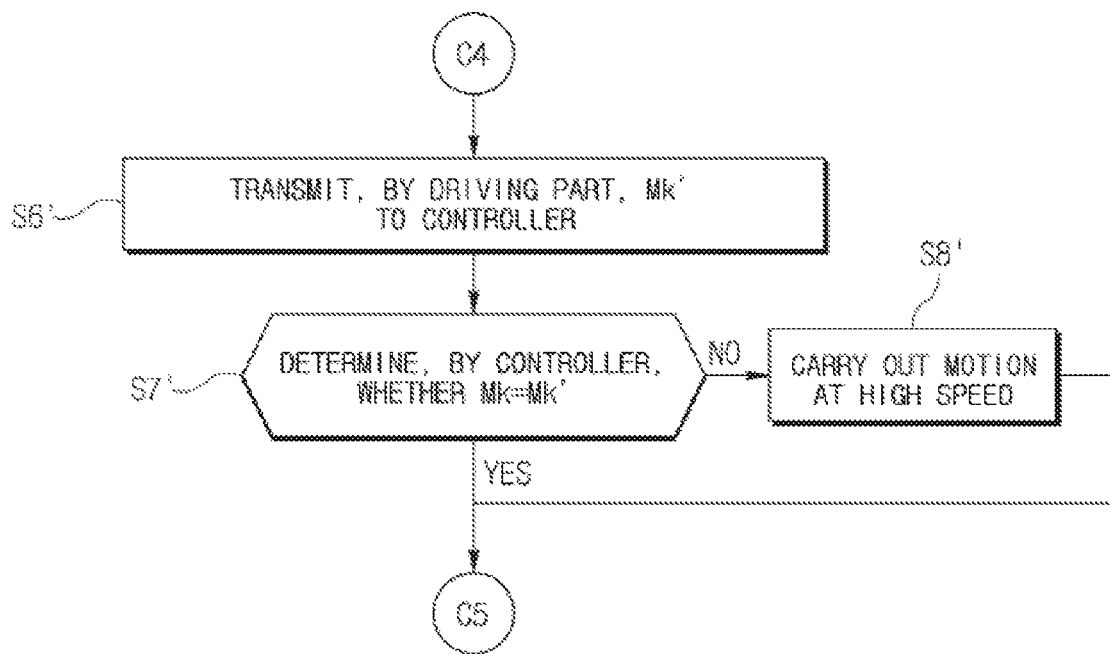 C4
S6'
TRANSMIT, BY DRIVING PART, Mk'
TO CONTROLLER
S8'
S7'
DETERMINE, BY CONTROLLER,
WHETHER Mk=Mk'
NO
CARRY OUT MOTION
AT HIGH SPEED
YES
C5